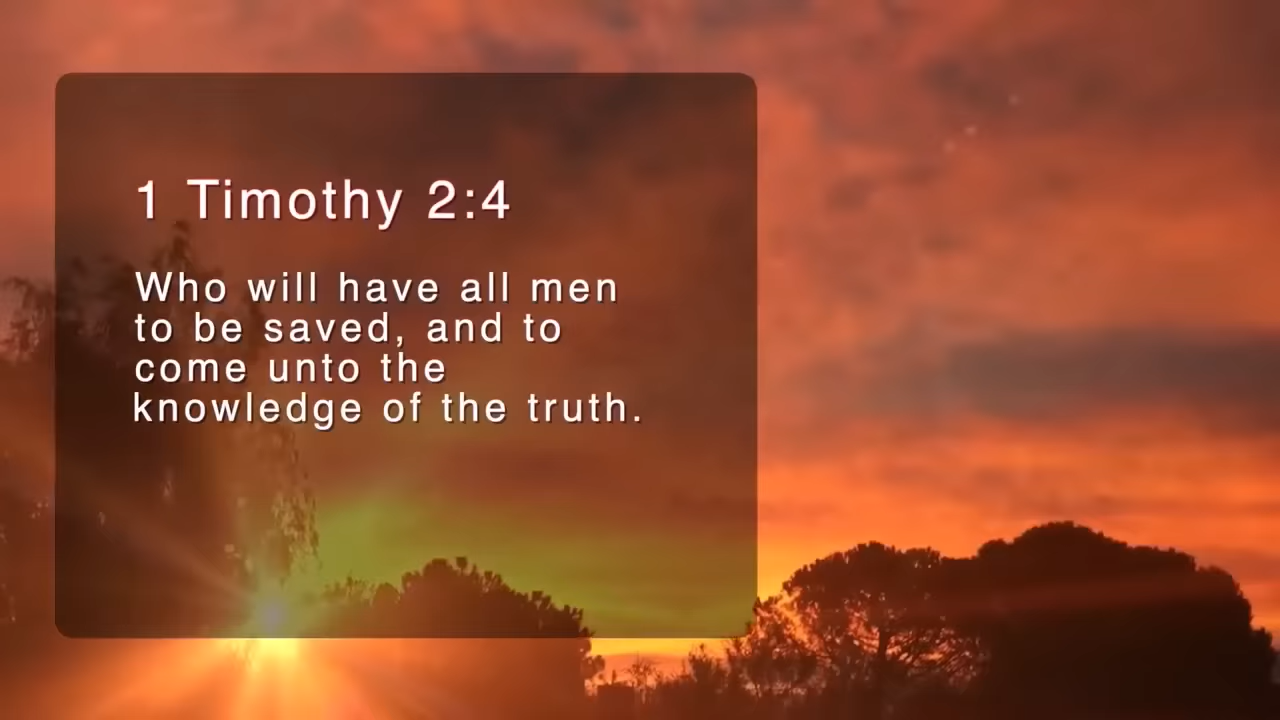 1 Timothy 2:4
Who will have all men
to be saved, and to
come unto the
knowledge of the truth.